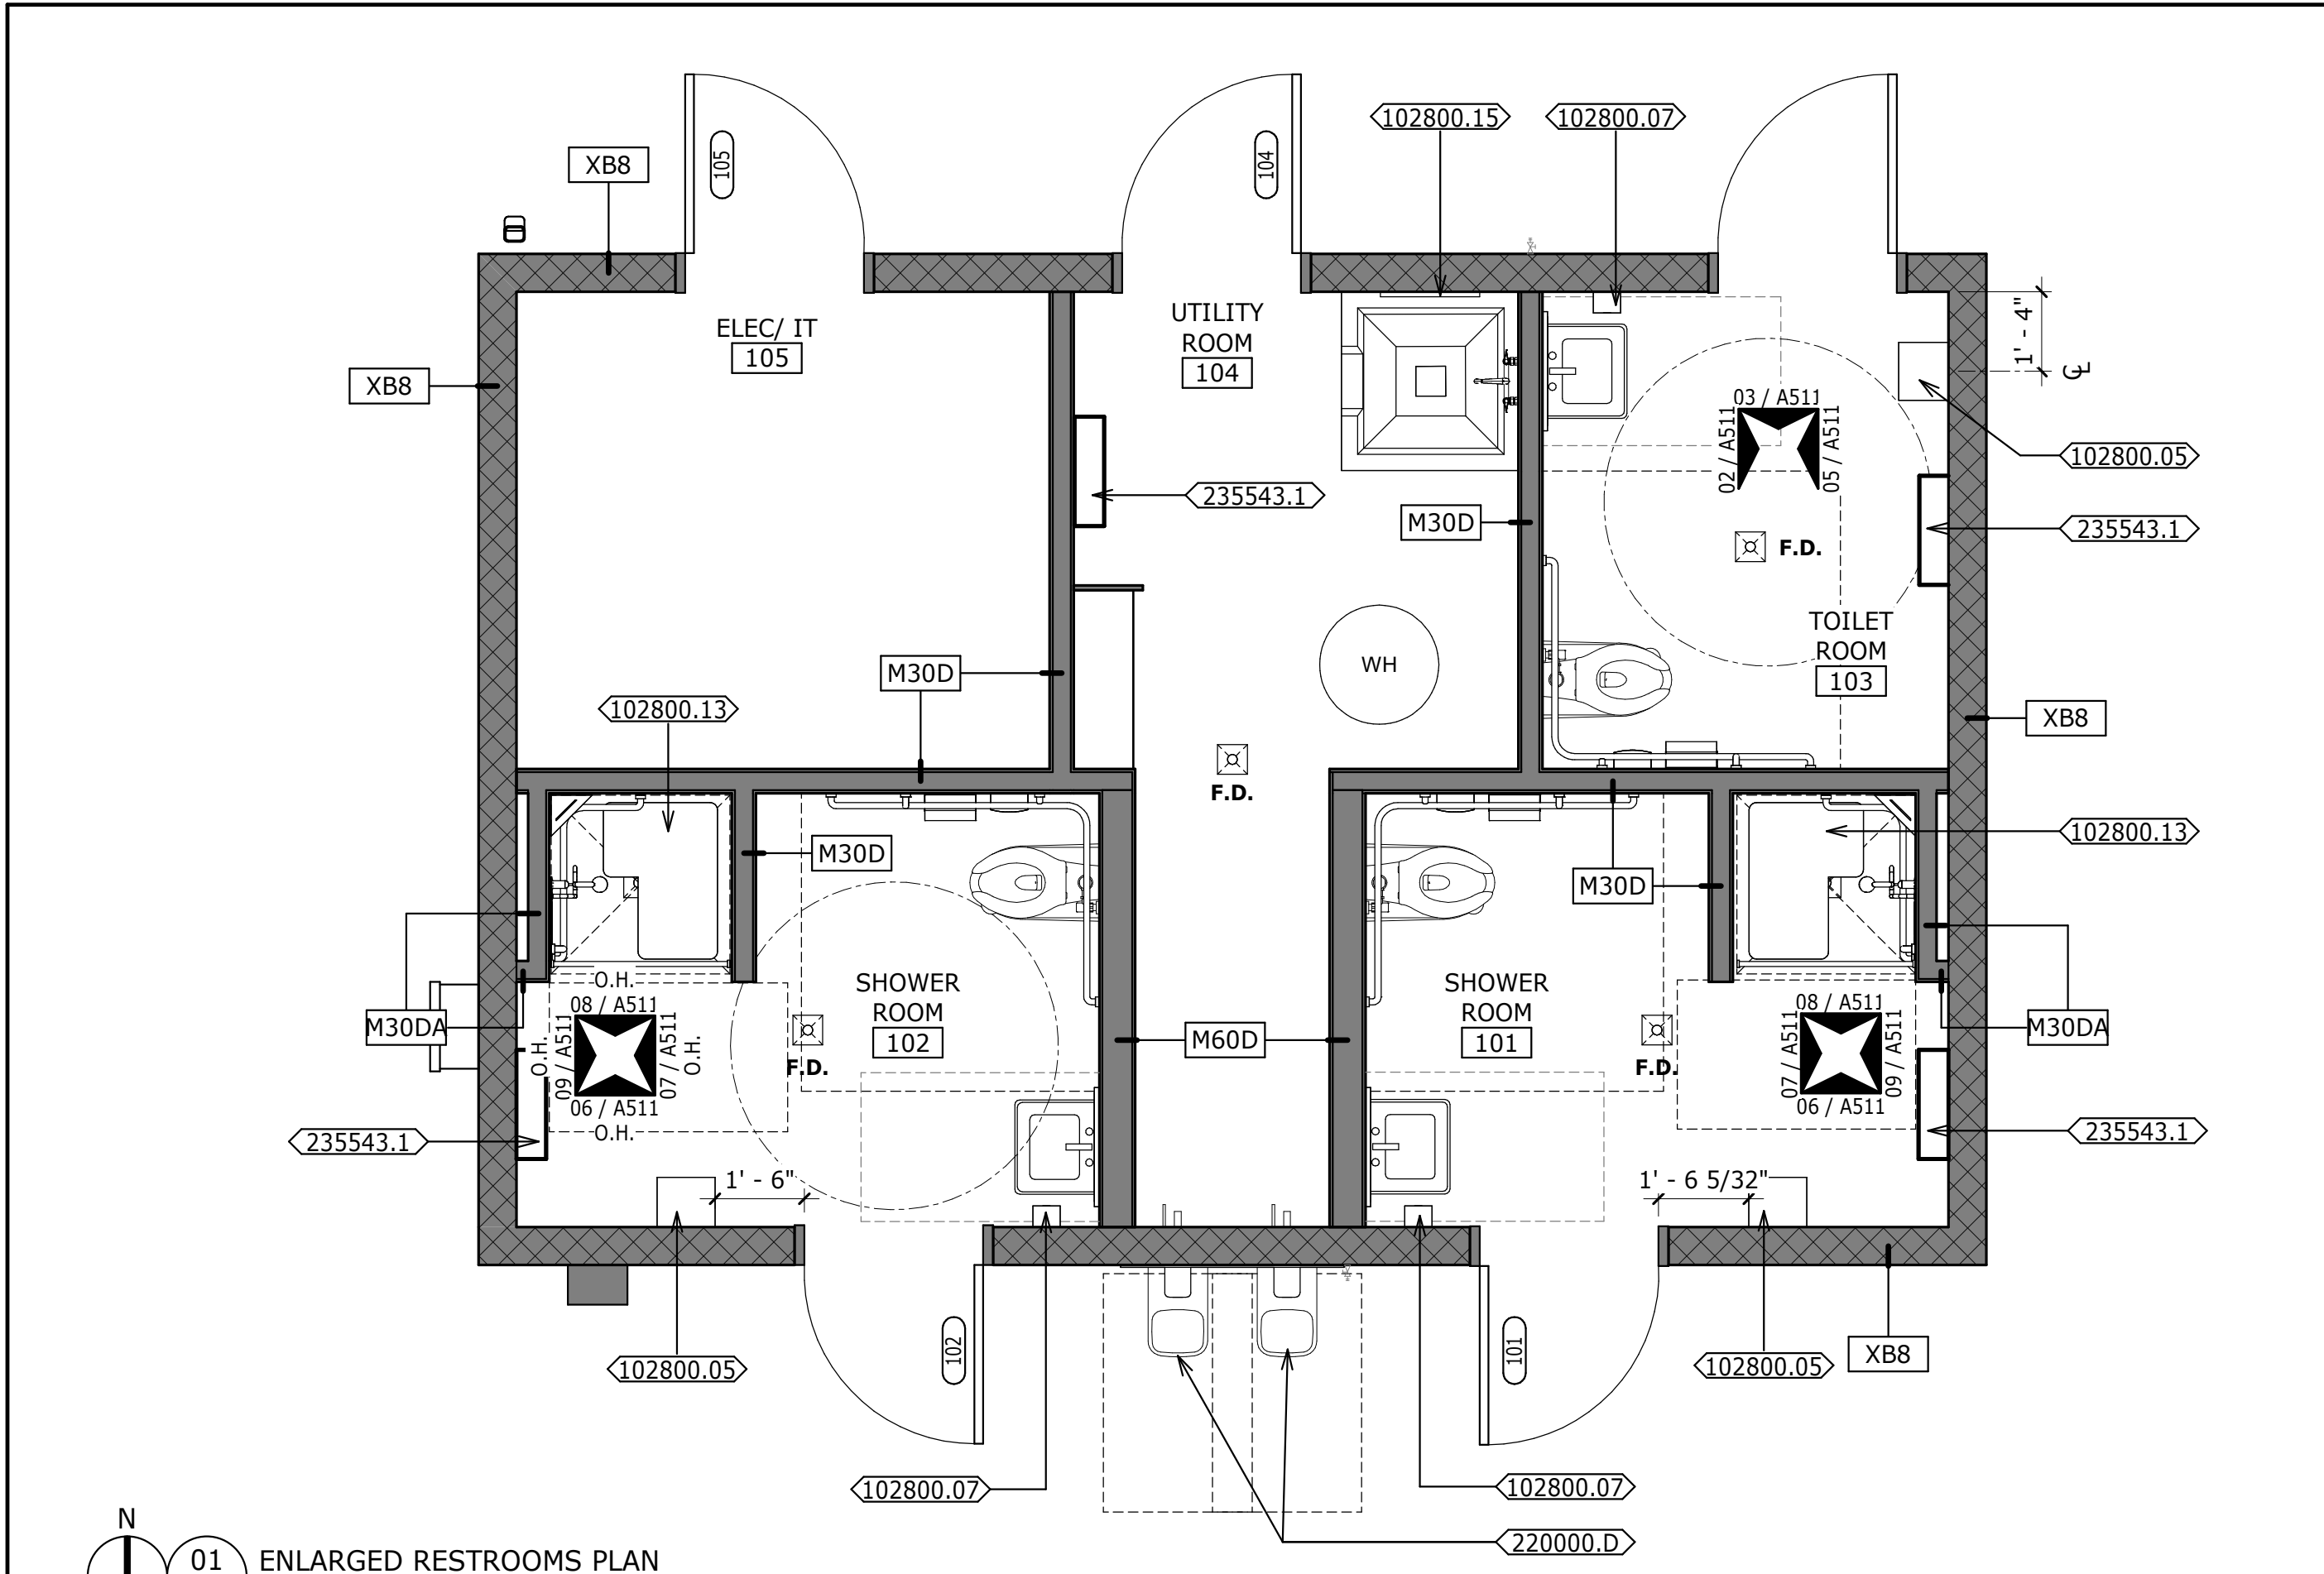 102800.15
102800.07
105
104
XB8
ELEC/ IT
105
UTILITY
ROOM
104
1' - 4"
CL
XB8
03 / A511
02 / A511
05 / A511
102800.05
235543.1
M30D
F.D.
235543.1
TOILET
ROOM
103
WH
M30D
102800.13
XB8
F.D.
102800.13
M30D
M30D
SHOWER
ROOM
102
SHOWER
ROOM
101
O.H.
08 / A511
09 / A511
07 / A511
06 / A511
O.H.
O.H.
O.H.
M30DA
F.D.
M60D
F.D.
08 / A511
07 / A511
09 / A511
06 / A511
M30DA
235543.1
235543.1
1' - 6"
1' - 6 5/32"
102800.05
102
101
102800.05
XB8
102800.07
102800.07
220000.D
N
01
ENLARGED RESTROOMS PLAN